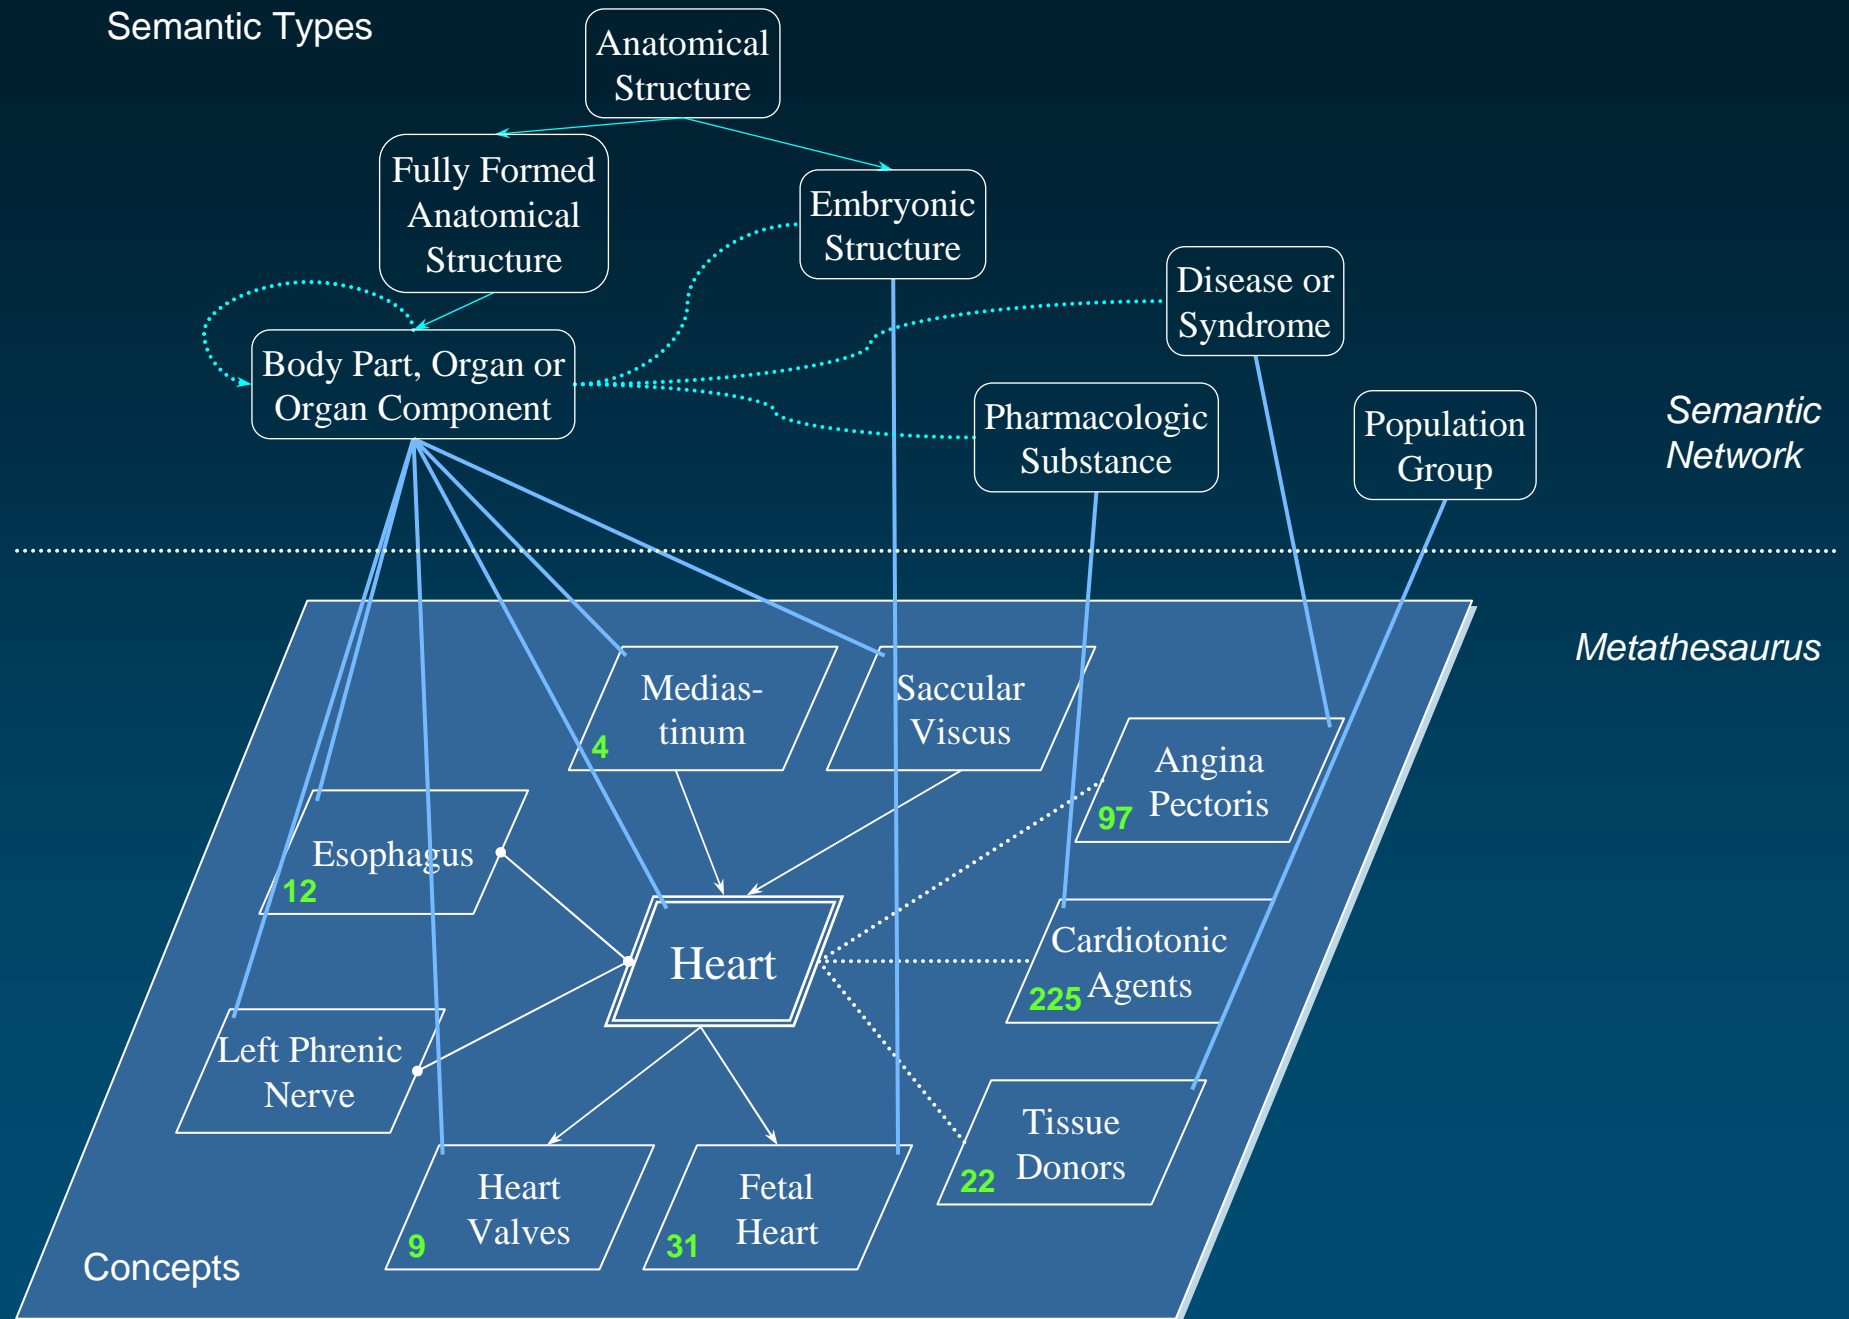 Semantic Types
Anatomical
Structure
Fully Formed
Anatomical
Structure
Embryonic
Structure
Disease or
Syndrome
Body Part, Organ or
Organ Component
Pharmacologic
Substance
Population
Group
Semantic
Network
Metathesaurus
Medias-
tinum
4
Saccular
Viscus
Angina
Pectoris
97
Esophagus
12
Heart
Cardiotonic
Agents
225
Left Phrenic
Nerve
Tissue
Donors
22
Heart
Valves
9
Fetal
Heart
31
Concepts